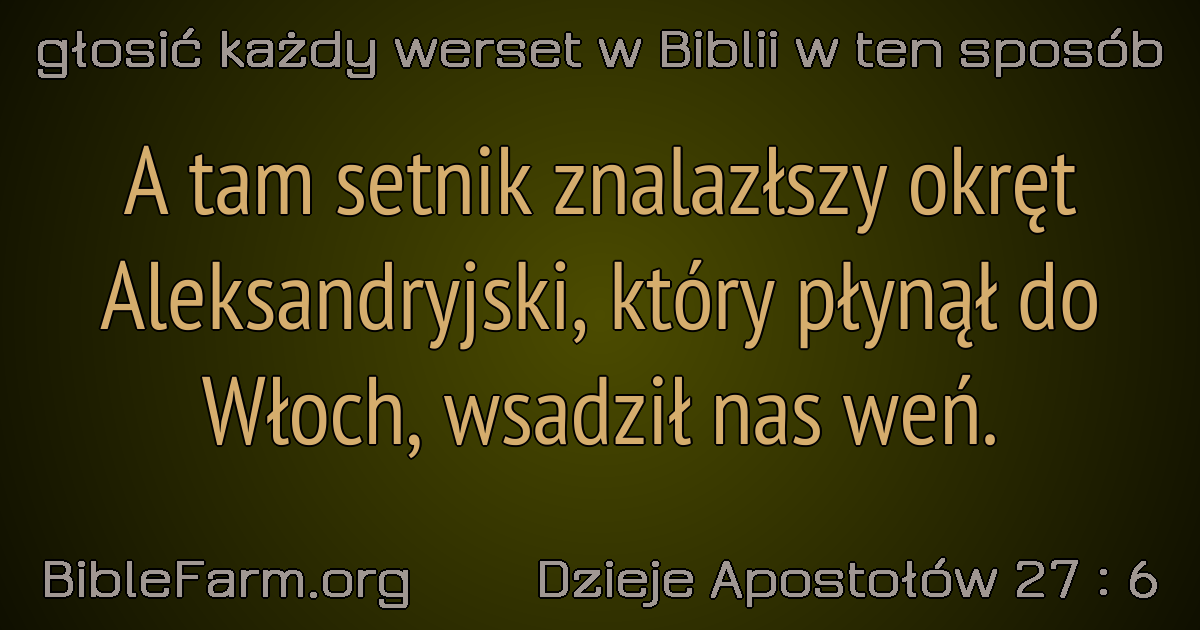 głosić każdy werset w Biblii w ten sposób
A tam setnik znalazłszy okręt
Aleksandryjski, który płynął do
Włoch, wsadził nas weń.
BibleFarm.org
Dzieje Apostołów 27 : 6